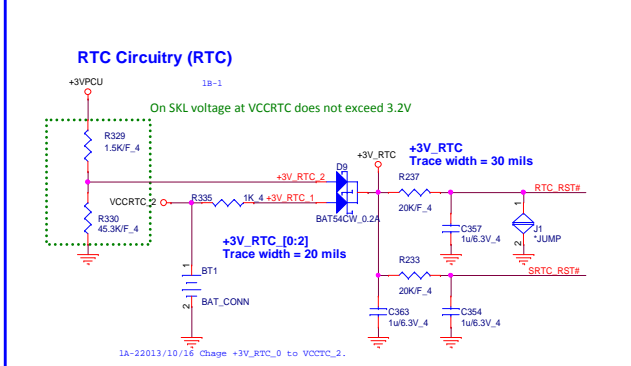 RTC Circuitry (RTC)
+3VPCU
1B-1
On SKL voltage at VCCRTC does not exceed 3.2V
R329
1.5K/F_4
+3V_RTC
+3V_RTC
Trace width = 30 mils
D9
R237
+3V_RTC_2
RTC_RST#
VCCRTC_2
R335
1K_4
+3V_RTC_1
20K/F_4
1
R330
45.3K/F_4
BAT54CW_0.2A
C357
1u/6.3V_4
J1
*JUMP
2
+3V_RTC_[0:2]
Trace width = 20 mils
1
BT1
R233
SRTC_RST#
BAT_CONN
2
20K/F_4
C363
1u/6.3V_4
C354
1u/6.3V_4
1A-22013/10/16 Chage +3V_RTC_0 to VCCTC_2.